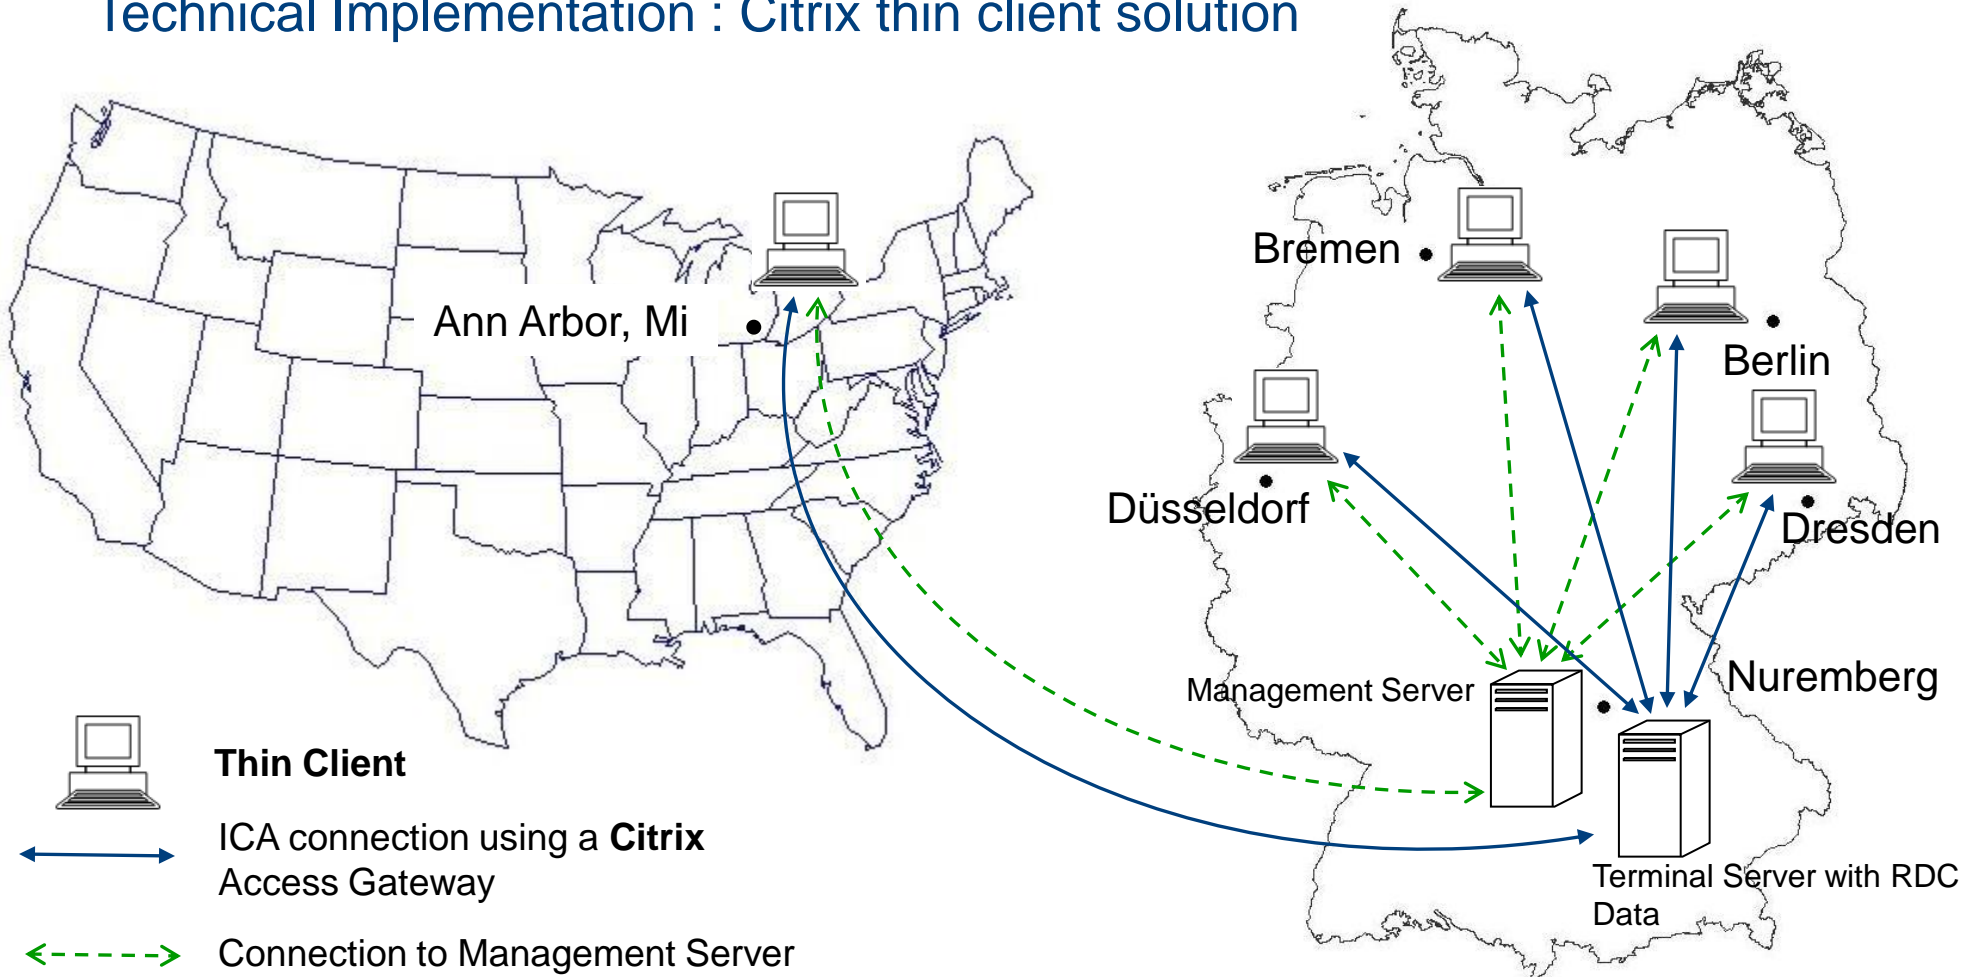 Technical Implementation : Citrix thin client solution
Ann Arbor, Mi
Bremen
Berlin
Düsseldorf
Dresden
Management Server
Nuremberg
Terminal Server with RDC
Data
Thin Client
ICA connection using a Citrix
Access Gateway
Connection to Management Server